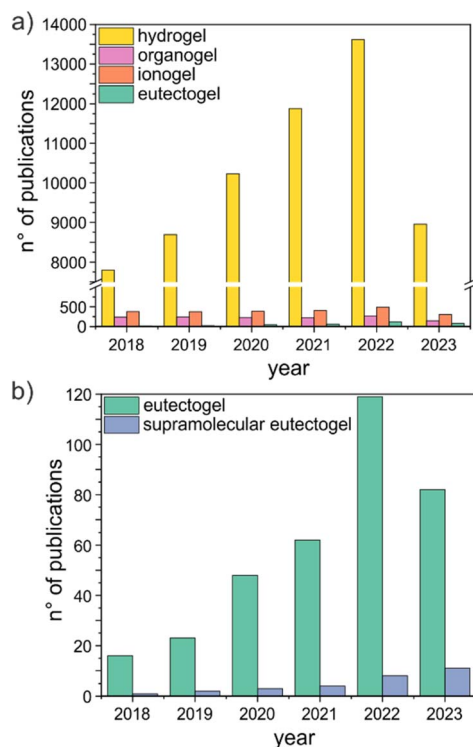 a)
14000
13000
12000
11000
10000
9000
8000
500
0
n° of publications
hydrogel
organogel
ionogel
eutectogel
2018 2019 2020 2021 2022 2023
year
b)
120
100
80
60
40
20
0
n° of publications
eutectogel
supramolecular eutectogel
2018 2019 2020 2021 2022 2023
year